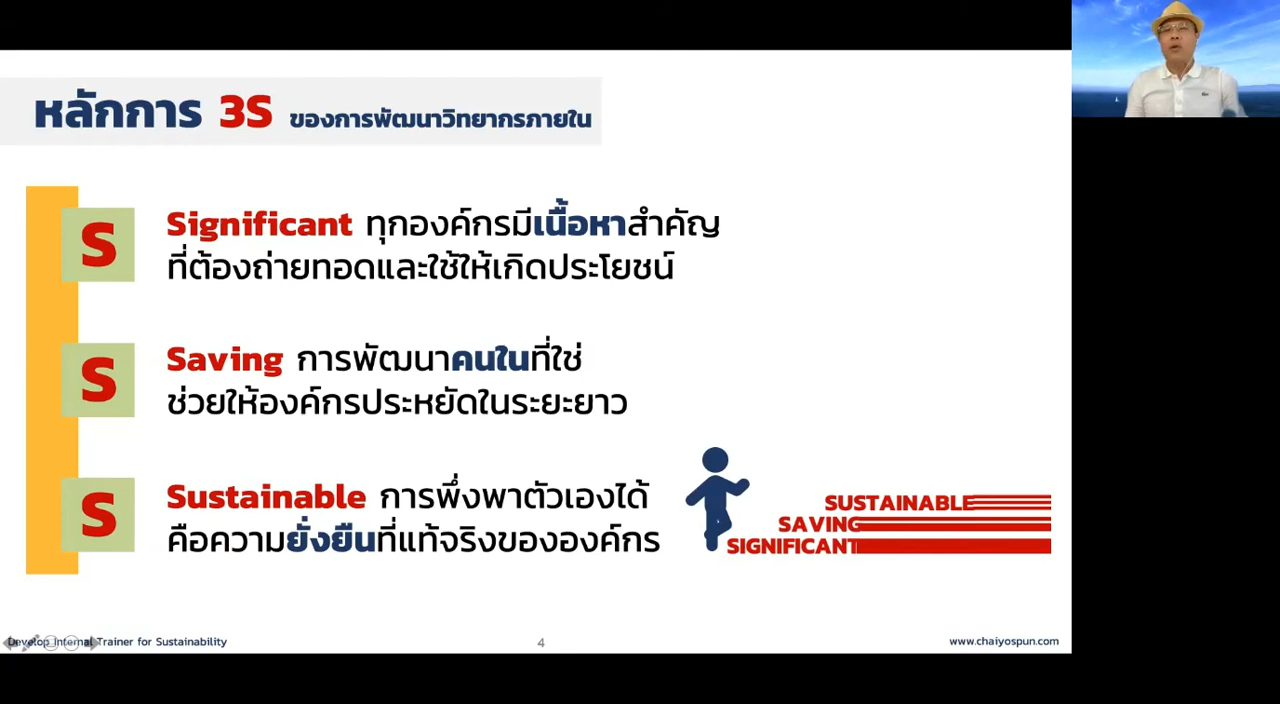 หลักการ 3S ของการพัฒนาวิทยากรภายใน
S
Significant ทุกองค์กรมีเนื้อหาสำคัญ
ที่ต้องถ่ายทอดและใช้ให้เกิดประโยชน์
S
Saving การพัฒนาคนในที่ใช่
ช่วยให้องค์กรประหยัดในระยะยาว
S
Sustainable การพึ่งพาตัวเองได้
คือความยั่งยืนที่แท้จริงขององค์กร
SUSTAINABLE
SAVING
SIGNIFICANT
Develop Internal Trainer for Sustainability
4
www.chaiyospun.com